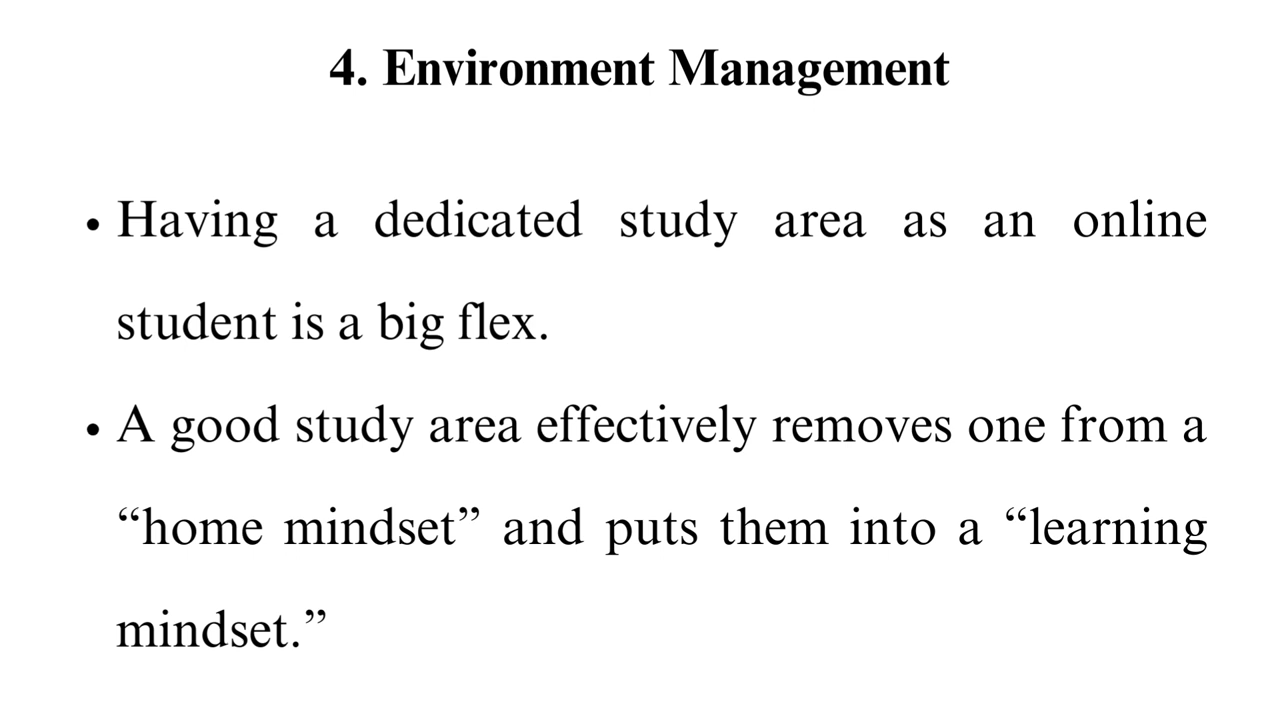 4. Environment Management
• Having a dedicated study area as an online
student is a big flex.
• A good study area effectively removes one from a
“home mindset” and puts them into a “learning
mindset.”